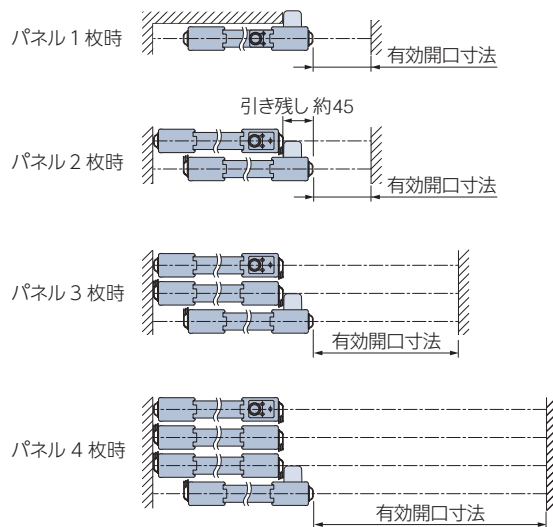 パネル 1 枚時
有効開口寸法
引き残し 約45
パネル 2 枚時
有効開口寸法
パネル 3 枚時
有効開口寸法
パネル 4 枚時
有効開口寸法